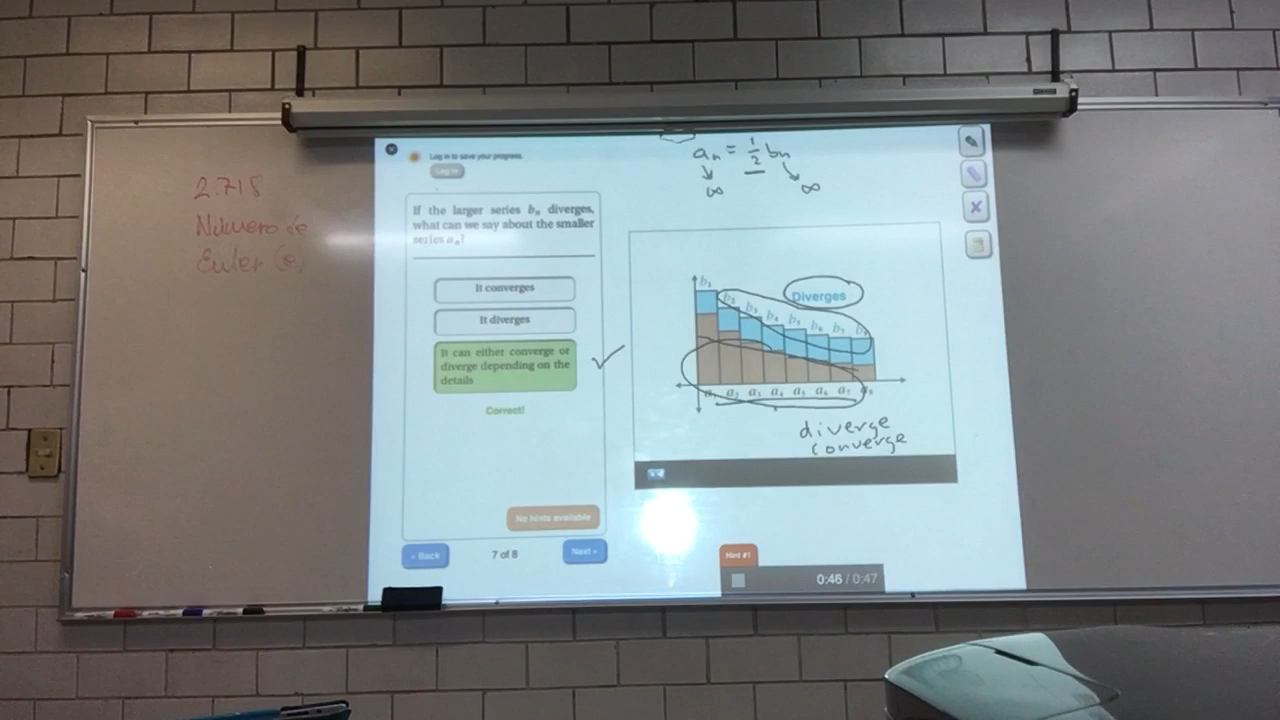 2.718
Número de
Euler (e)
Log in to save your progress.
Log in
If the larger series bₙ diverges,
what can we say about the smaller
series aₙ?
It converges
It diverges
It can either converge or
diverge depending on the
details
Correct!
No hints available
« Back
7 of 8
Next »
aₙ = 1/2 bₙ
∞ ∞
Diverges
b₁ b₂ b₃ b₄ b₅ b₆ b₇ b₈
a₁ a₂ a₃ a₄ a₅ a₆ a₇ a₈
diverge
converge
Hint #1
0:46 / 0:47